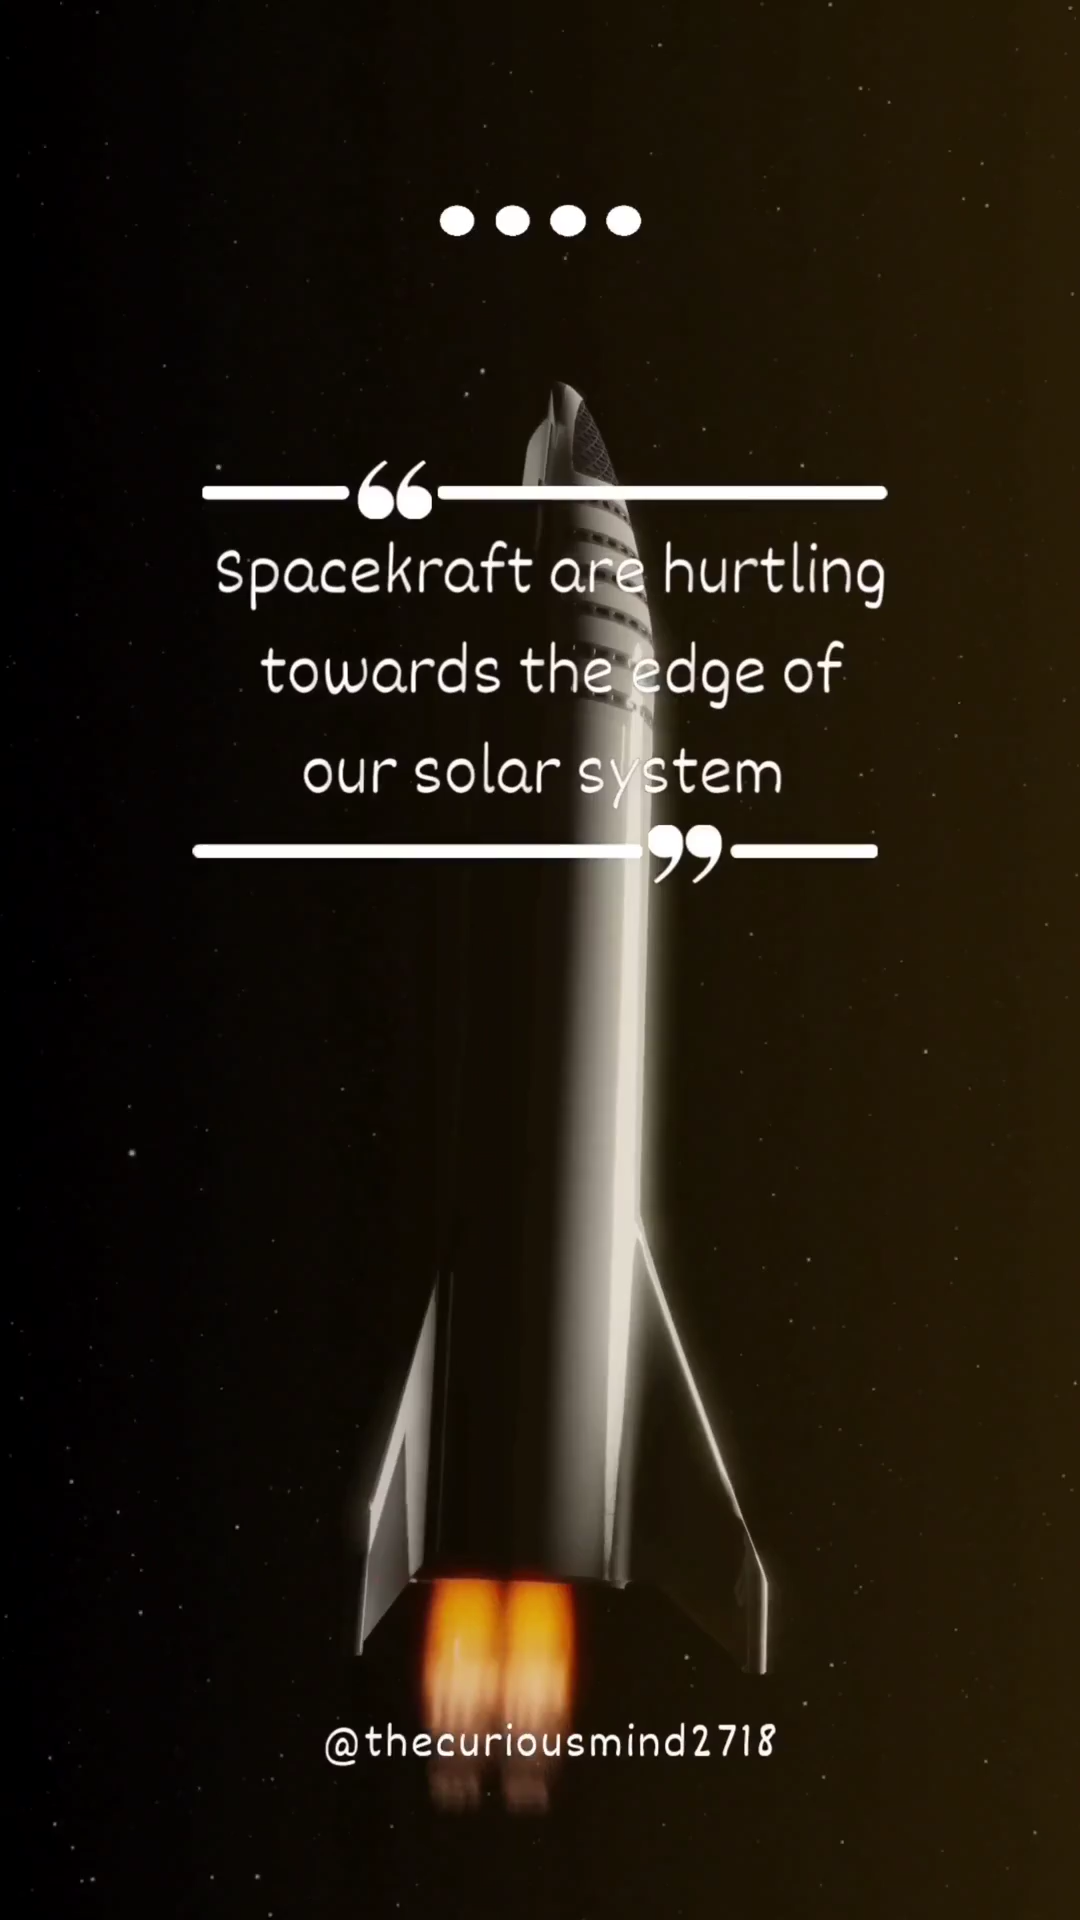 Spacekraft are hurtling
towards the edge of
our solar system
@thecuriousmind2718